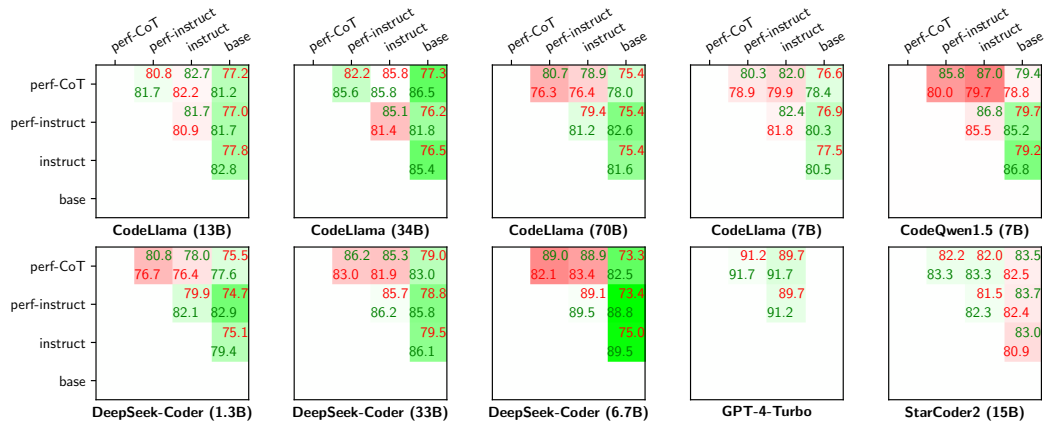 perf-CoT perf-instruct instruct base perf-CoT perf-instruct instruct base perf-CoT perf-instruct instruct base perf-CoT perf-instruct instruct base perf-CoT perf-instruct instruct base
80.8 82.7 77.2 82.2 85.8 77.3 80.7 78.9 75.4 80.3 82.0 76.6 85.8 87.0 79.4
perf-CoT
81.7 82.2 81.2 85.6 85.8 86.5 76.3 76.4 78.0 78.9 79.9 78.4 80.0 79.7 78.8
81.7 77.0 85.1 76.2 79.4 75.4 82.4 76.9 86.8 79.7
perf-instruct
80.9 81.7 81.4 81.8 81.2 82.6 81.8 80.3 85.5 85.2
77.8 76.5 75.4 77.5 79.2
instruct
82.8 85.4 81.6 80.5 86.8
base
CodeLlama (13B) CodeLlama (34B) CodeLlama (70B) CodeLlama (7B) CodeQwen1.5 (7B)
80.8 78.0 75.5 86.2 85.3 79.0 89.0 88.9 73.3 91.2 89.7 82.2 82.0 83.5
perf-CoT
76.7 76.4 77.6 83.0 81.9 83.0 82.1 83.4 82.5 91.7 91.7 83.3 83.3 82.5
79.9 74.7 85.7 78.8 89.1 73.4 89.7 81.5 83.7
perf-instruct
82.1 82.9 86.2 85.8 89.5 88.8 91.2 82.3 82.4
75.1 79.5 75.0 83.0
instruct
79.4 86.1 89.5 80.9
base
DeepSeek-Coder (1.3B) DeepSeek-Coder (33B) DeepSeek-Coder (6.7B) GPT-4-Turbo StarCoder2 (15B)